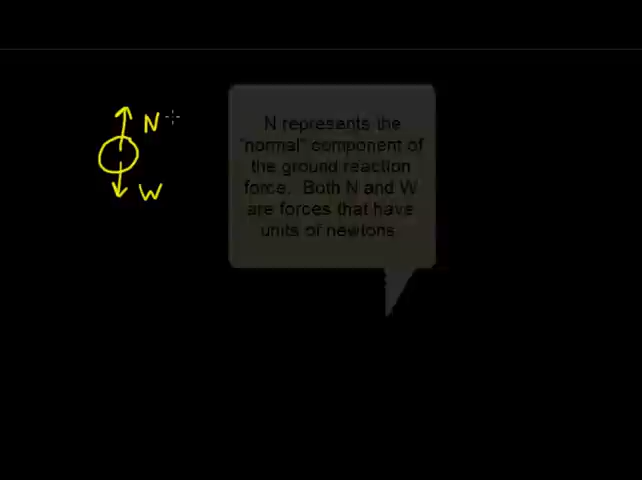 N
W
N represents the
"normal" component of
the ground reaction
force. Both N and W
are forces that have
units of newtons